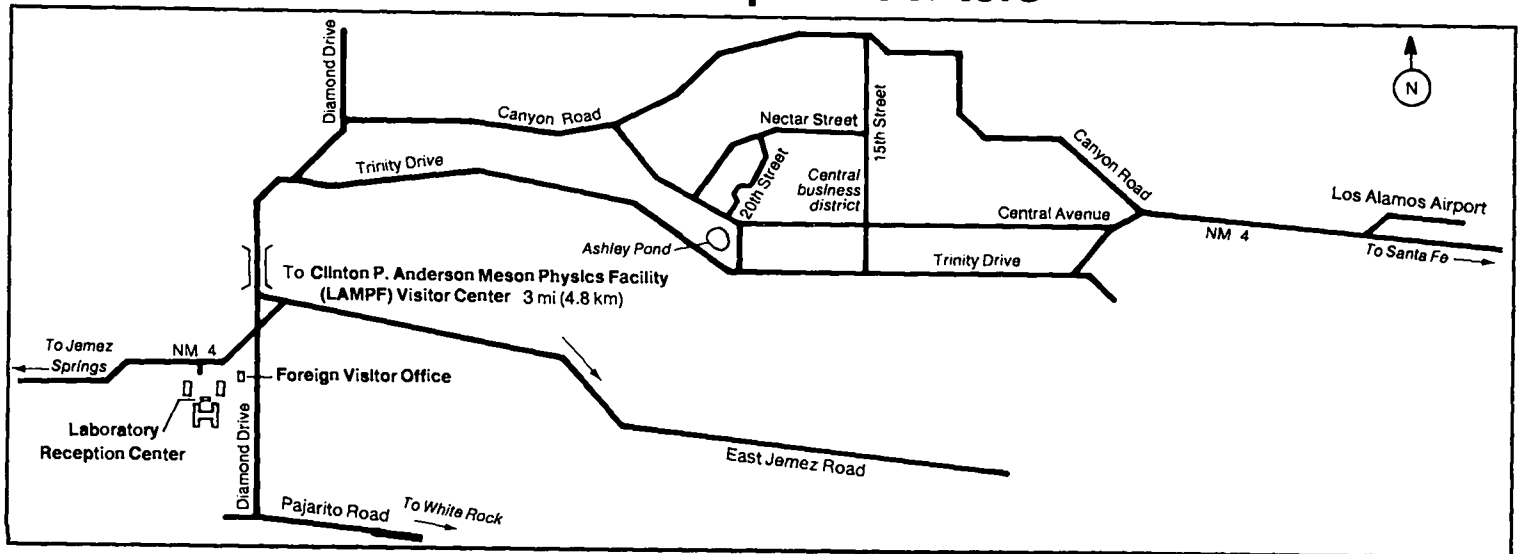 Diamond Drive
Canyon Road
Trinity Drive
Nectar Street
15th Street
20th Street
Central
business
district
Canyon Road
N
Los Alamos Airport
Central Avenue
NM 4
To Santa Fe
Ashley Pond
Trinity Drive
To Clinton P. Anderson Meson Physics Facility
(LAMPF) Visitor Center 3 mi (4.8 km)
To Jemez
Springs
NM 4
Foreign Visitor Office
Laboratory
Reception Center
Diamond Drive
East Jemez Road
Pajarito Road
To White Rock